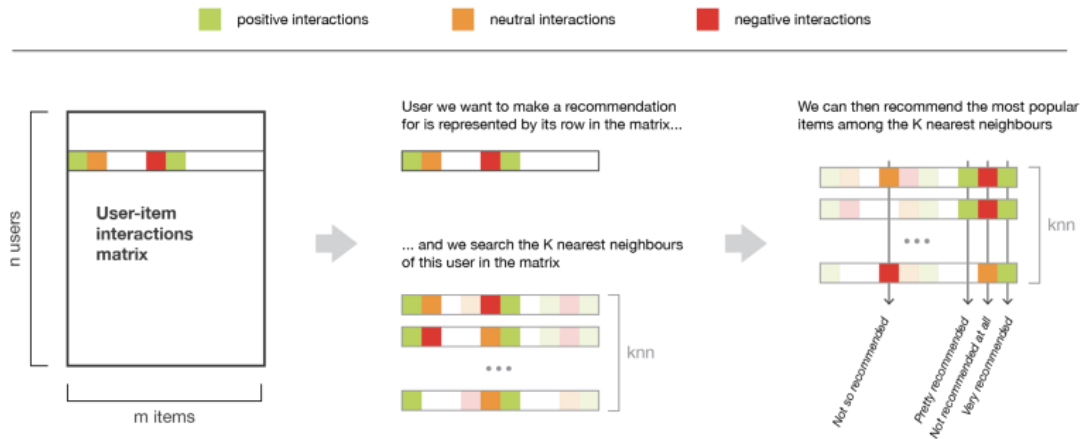 positive interactions
neutral interactions
negative interactions
n users
User-item
interactions
matrix
m items
User we want to make a recommendation
for is represented by its row in the matrix...
... and we search the K nearest neighbours
of this user in the matrix
knn
We can then recommend the most popular
items among the K nearest neighbours
knn
Not so recommended
Pretty recommended
Not recommended at all
Very recommended